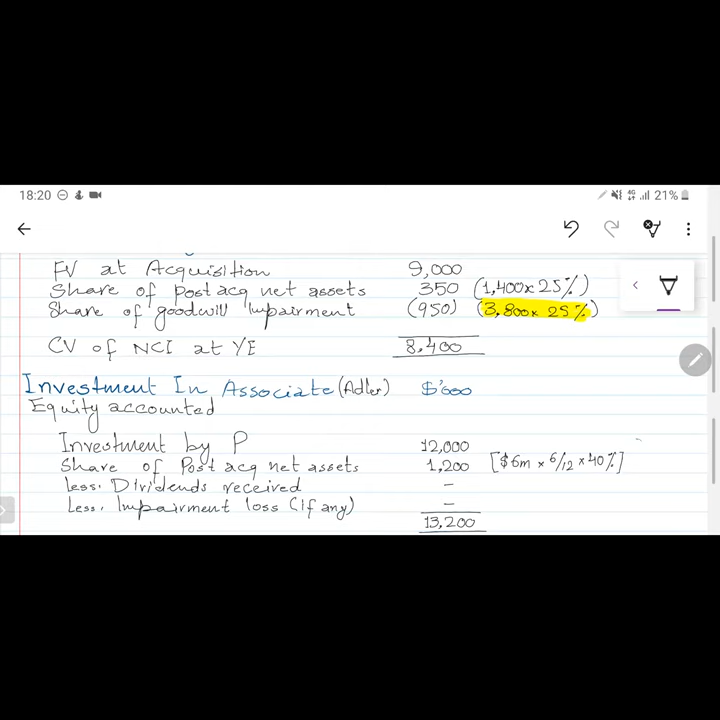 18:20 4G 21%
FV at Acquisition 9,000
Share of post acq net assets 350 (1,400 x 25%)
Share of goodwill Impairment (950) (3,800 x 25%)
CV of NCI at YE 8,400
Investment In Associate (Adler) $'000
Equity accounted
Investment by P 12,000
Share of Post acq net assets 1,200 [$6m x 6/12 x 40%]
less: Dividends received –
Less: Impairment loss (If any) –
13,200